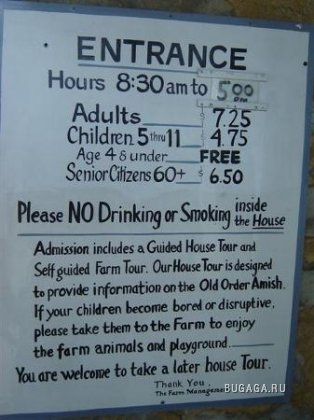 ENTRANCE
Hours 8:30 am to 5:00 PM
Adults $ 7.25
Children 5 thru 11 $ 4.75
Age 4 & under FREE
Senior Citizens 60+ $ 6.50
Please NO Drinking or Smoking inside the House
Admission includes a Guided House Tour and
Self guided Farm Tour. Our House Tour is designed
to provide information on the Old Order Amish.
If your children become bored or disruptive,
please take them to the Farm to enjoy
the farm animals and playground.
You are welcome to take a later house Tour.
Thank You,
The Farm Management
BUGAGA.RU